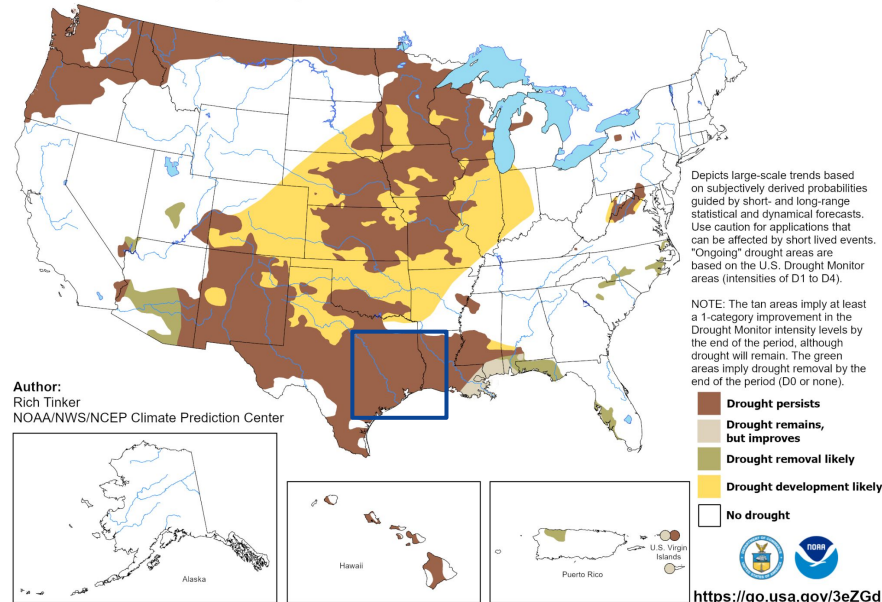 Depicts large-scale trends based
on subjectively derived probabilities
guided by short- and long-range
statistical and dynamical forecasts.
Use caution for applications that
can be affected by short lived events.
"Ongoing" drought areas are
based on the U.S. Drought Monitor
areas (intensities of D1 to D4).
NOTE: The tan areas imply at least
a 1-category improvement in the
Drought Monitor intensity levels by
the end of the period, although
drought will remain. The green
areas imply drought removal by the
end of the period (D0 or none).
Author:
Rich Tinker
NOAA/NWS/NCEP Climate Prediction Center
Drought persists
Drought remains,
but improves
Drought removal likely
Drought development likely
No drought
Alaska
Hawaii
Puerto Rico
U.S. Virgin
Islands
NOAA
https://go.usa.gov/3eZGd